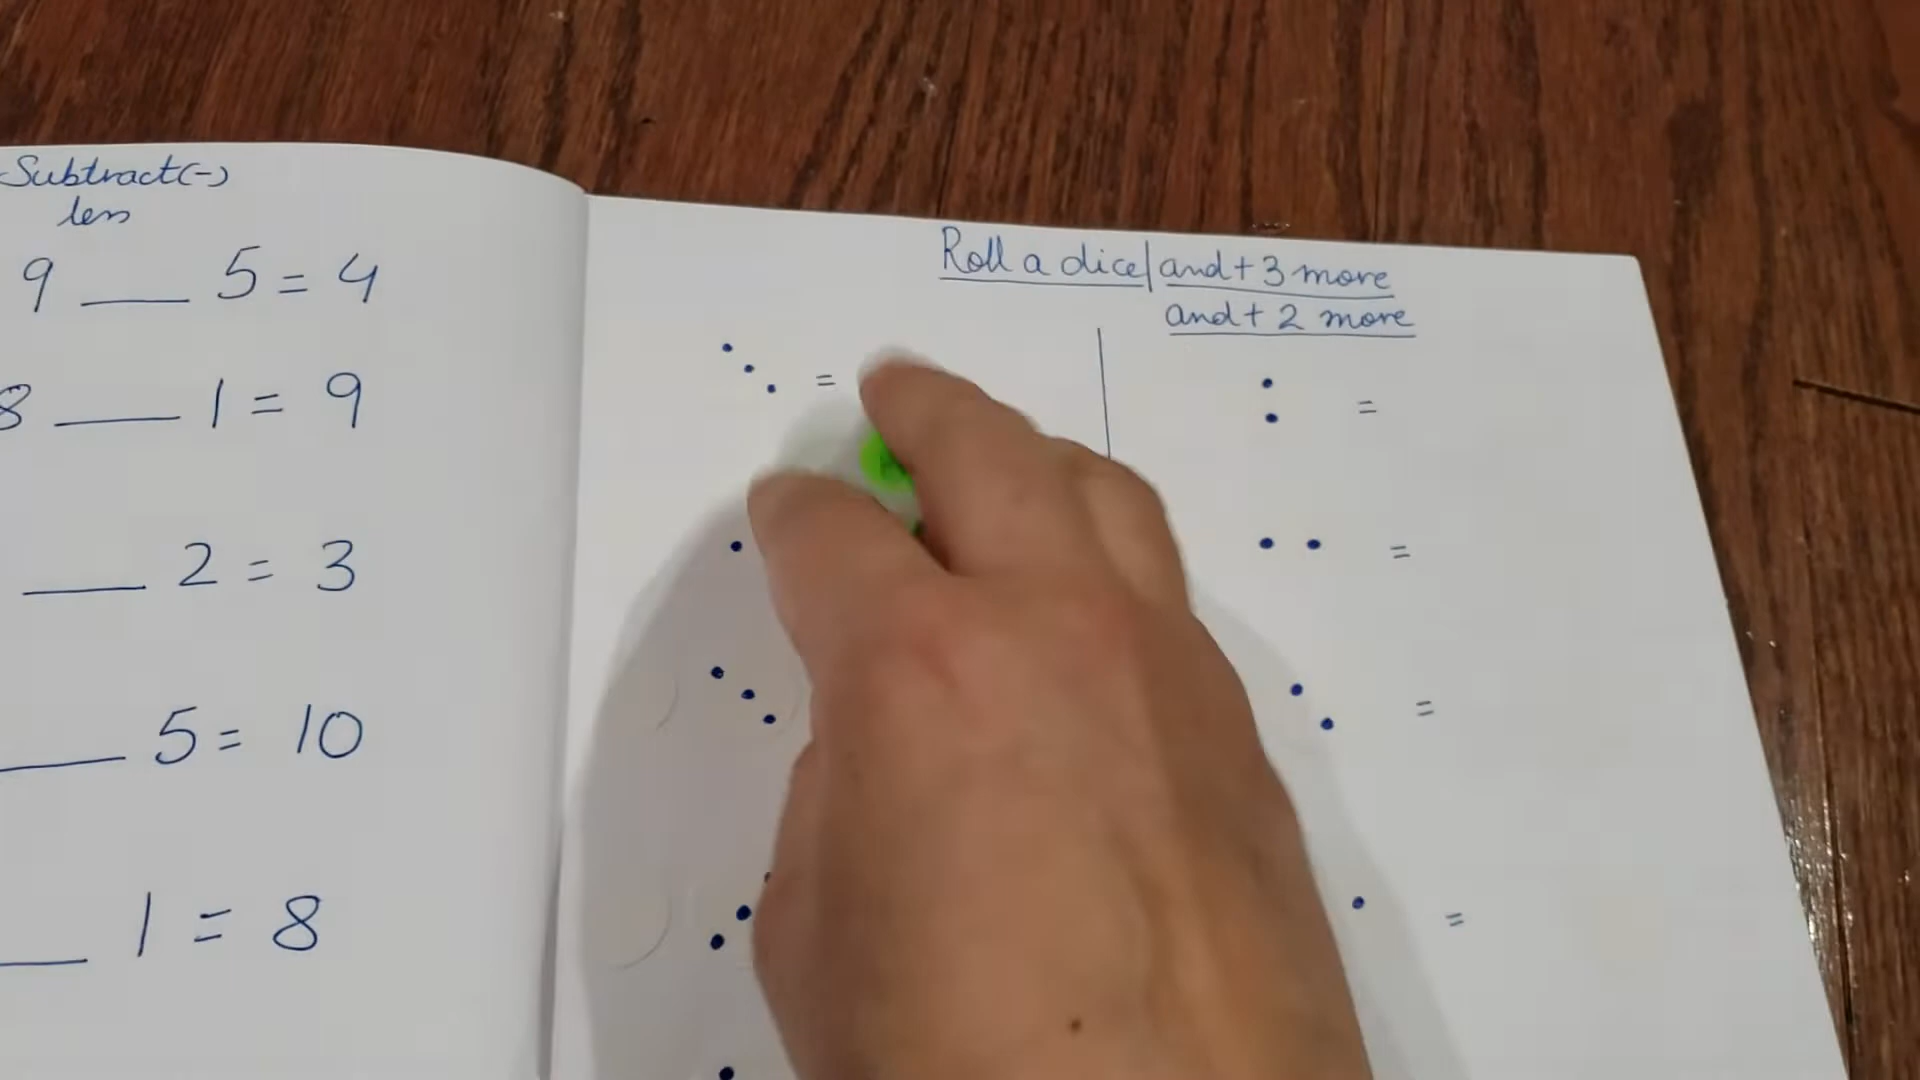 Subtract(-)
less
9 ___ 5 = 4
8 ___ 1 = 9
___ 2 = 3
___ 5 = 10
___ 1 = 8
Roll a dice/and + 3 more
and + 2 more
=
=
=
=
=